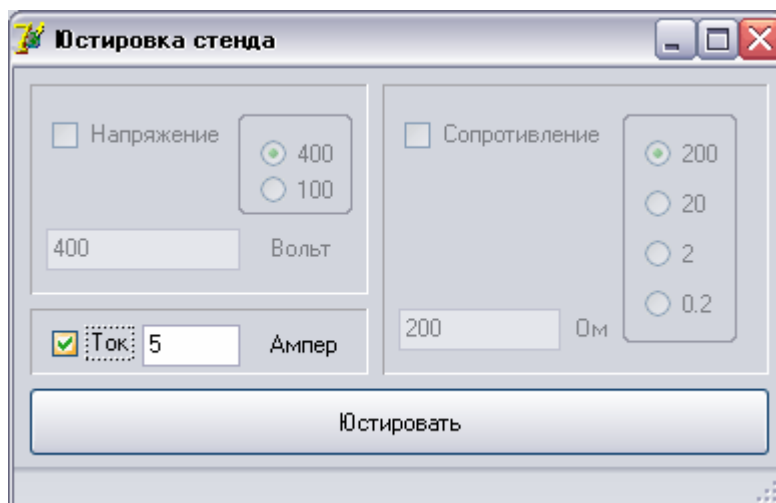 Юстировка стенда
Напряжение
400
100
400
Вольт
Ток
5
Ампер
Сопротивление
200
20
2
0.2
200
Ом
Юстировать